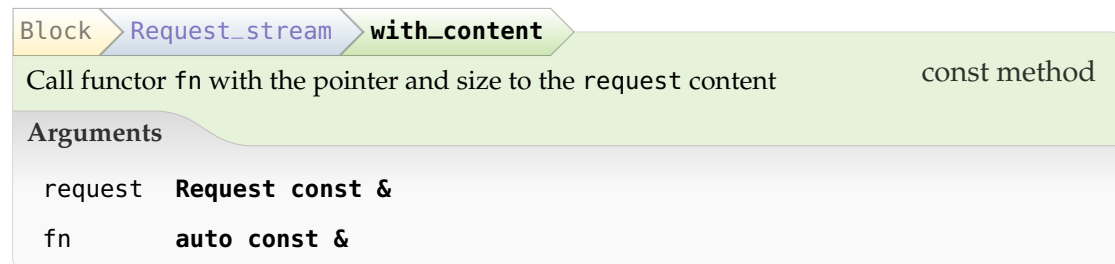 Block Request_stream with_content
Call functor fn with the pointer and size to the request content const method
Arguments
request Request const &
fn auto const &